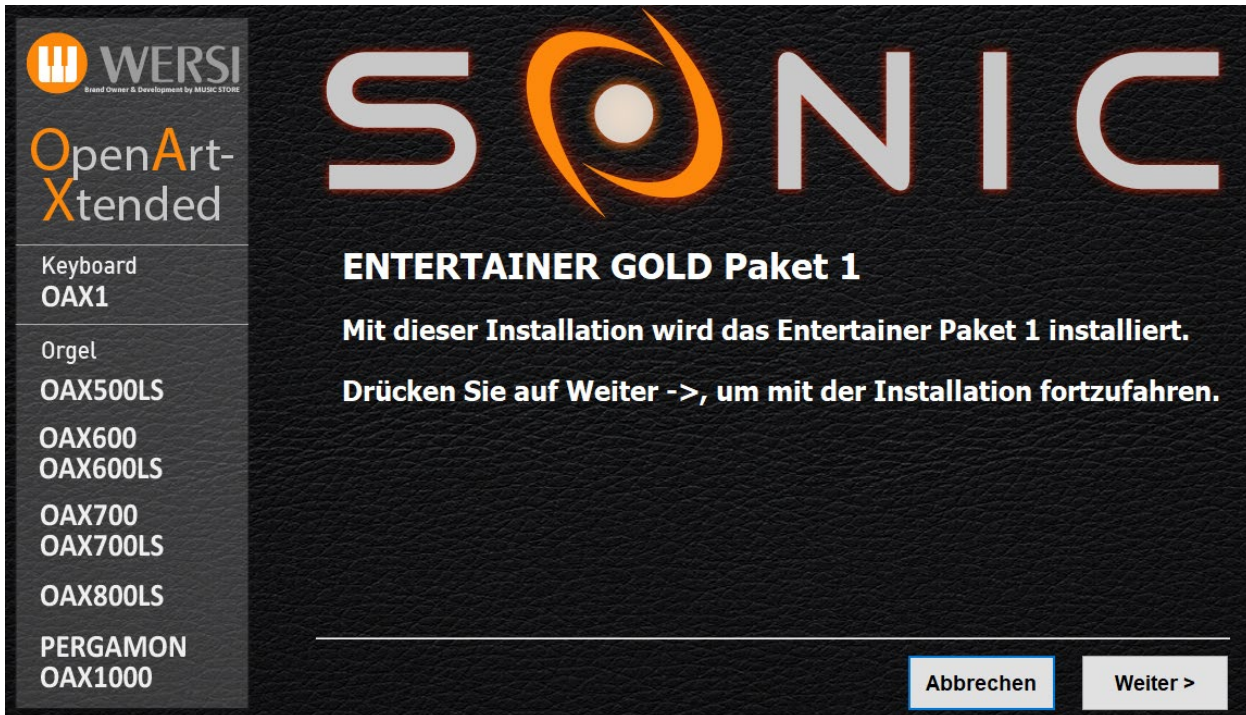 WERSI
Brand Owner & Development by MUSIC STORE
OpenArt-
Xtended
Keyboard
OAX1
Orgel
OAX500LS
OAX600
OAX600LS
OAX700
OAX700LS
OAX800LS
PERGAMON
OAX1000
SONIC
ENTERTAINER GOLD Paket 1
Mit dieser Installation wird das Entertainer Paket 1 installiert.
Drücken Sie auf Weiter ->, um mit der Installation fortzufahren.
Abbrechen
Weiter >